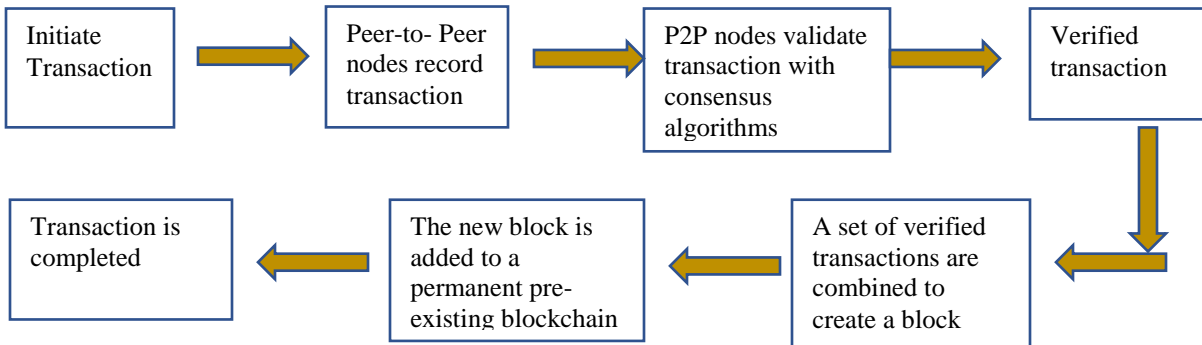 Initiate
Transaction
Peer-to- Peer
nodes record
transaction
P2P nodes validate
transaction with
consensus
algorithms
Verified
transaction
A set of verified
transactions are
combined to
create a block
The new block is
added to a
permanent pre-
existing blockchain
Transaction is
completed